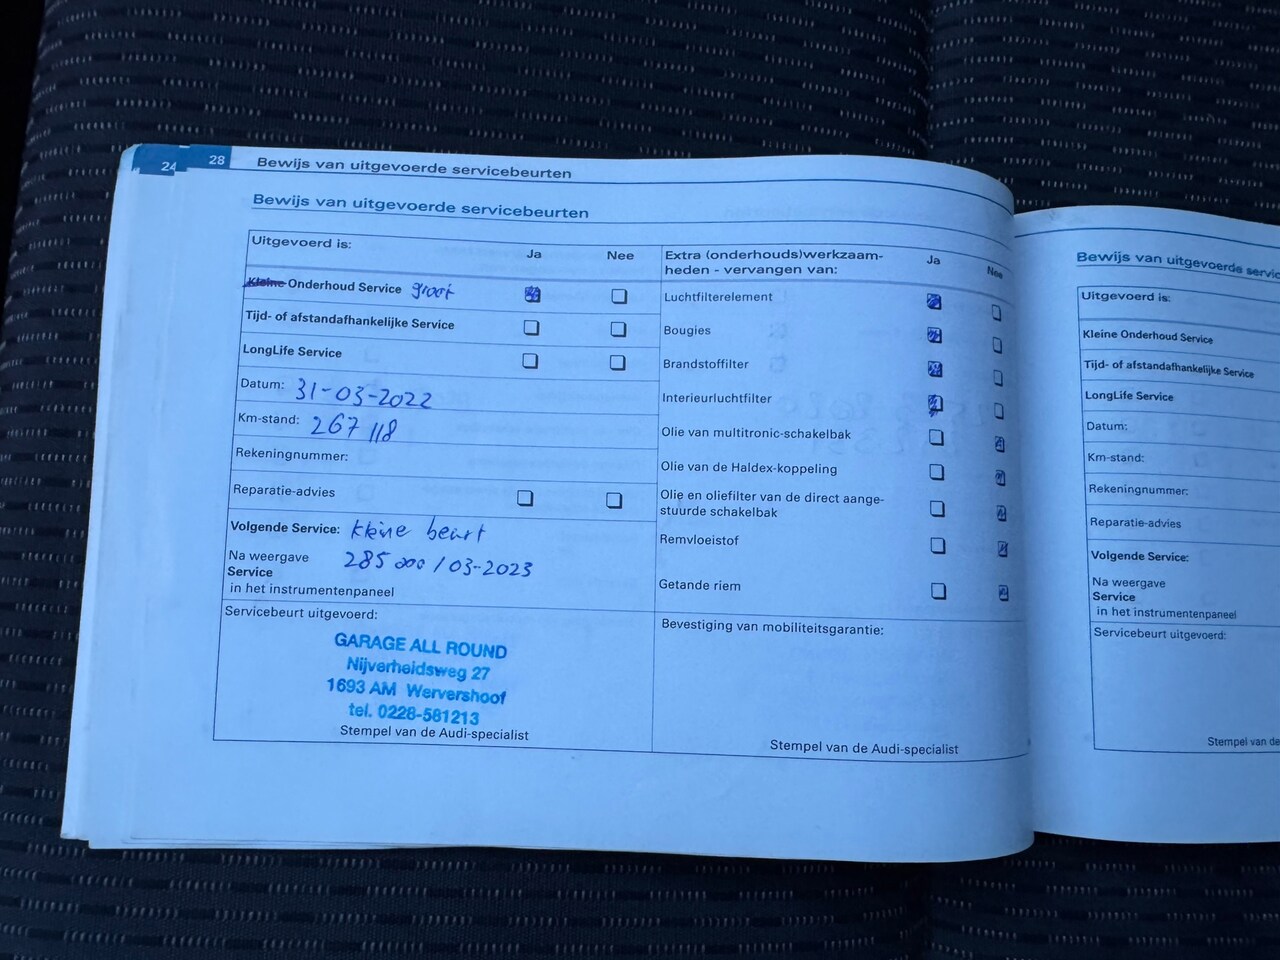 24
28
Bewijs van uitgevoerde servicebeurten
Bewijs van uitgevoerde servicebeurten
Uitgevoerd is:
Ja
Nee
Kleine Onderhoud Service groot
Tijd- of afstandafhankelijke Service
LongLife Service
Datum: 31-03-2022
Km-stand: 267 118
Rekeningnummer:
Reparatie-advies
Volgende Service: kleine beurt
Na weergave 285 000 / 03-2023
Service
in het instrumentenpaneel
Servicebeurt uitgevoerd:
GARAGE ALL ROUND
Nijverheidsweg 27
1693 AM Wervershoof
tel. 0228-581213
Stempel van de Audi-specialist
Extra (onderhouds)werkzaam-
heden - vervangen van:
Ja
Nee
Luchtfilterelement
Bougies
Brandstoffilter
Interieurluchtfilter
Olie van multitronic-schakelbak
Olie van de Haldex-koppeling
Olie en oliefilter van de direct aange-
stuurde schakelbak
Remvloeistof
Getande riem
Bevestiging van mobiliteitsgarantie:
Stempel van de Audi-specialist
Bewijs van uitgevoerde servic
Uitgevoerd is:
Kleine Onderhoud Service
Tijd- of afstandafhankelijke Service
LongLife Service
Datum:
Km-stand:
Rekeningnummer:
Reparatie-advies
Volgende Service:
Na weergave
Service
in het instrumentenpaneel
Servicebeurt uitgevoerd:
Stempel van de